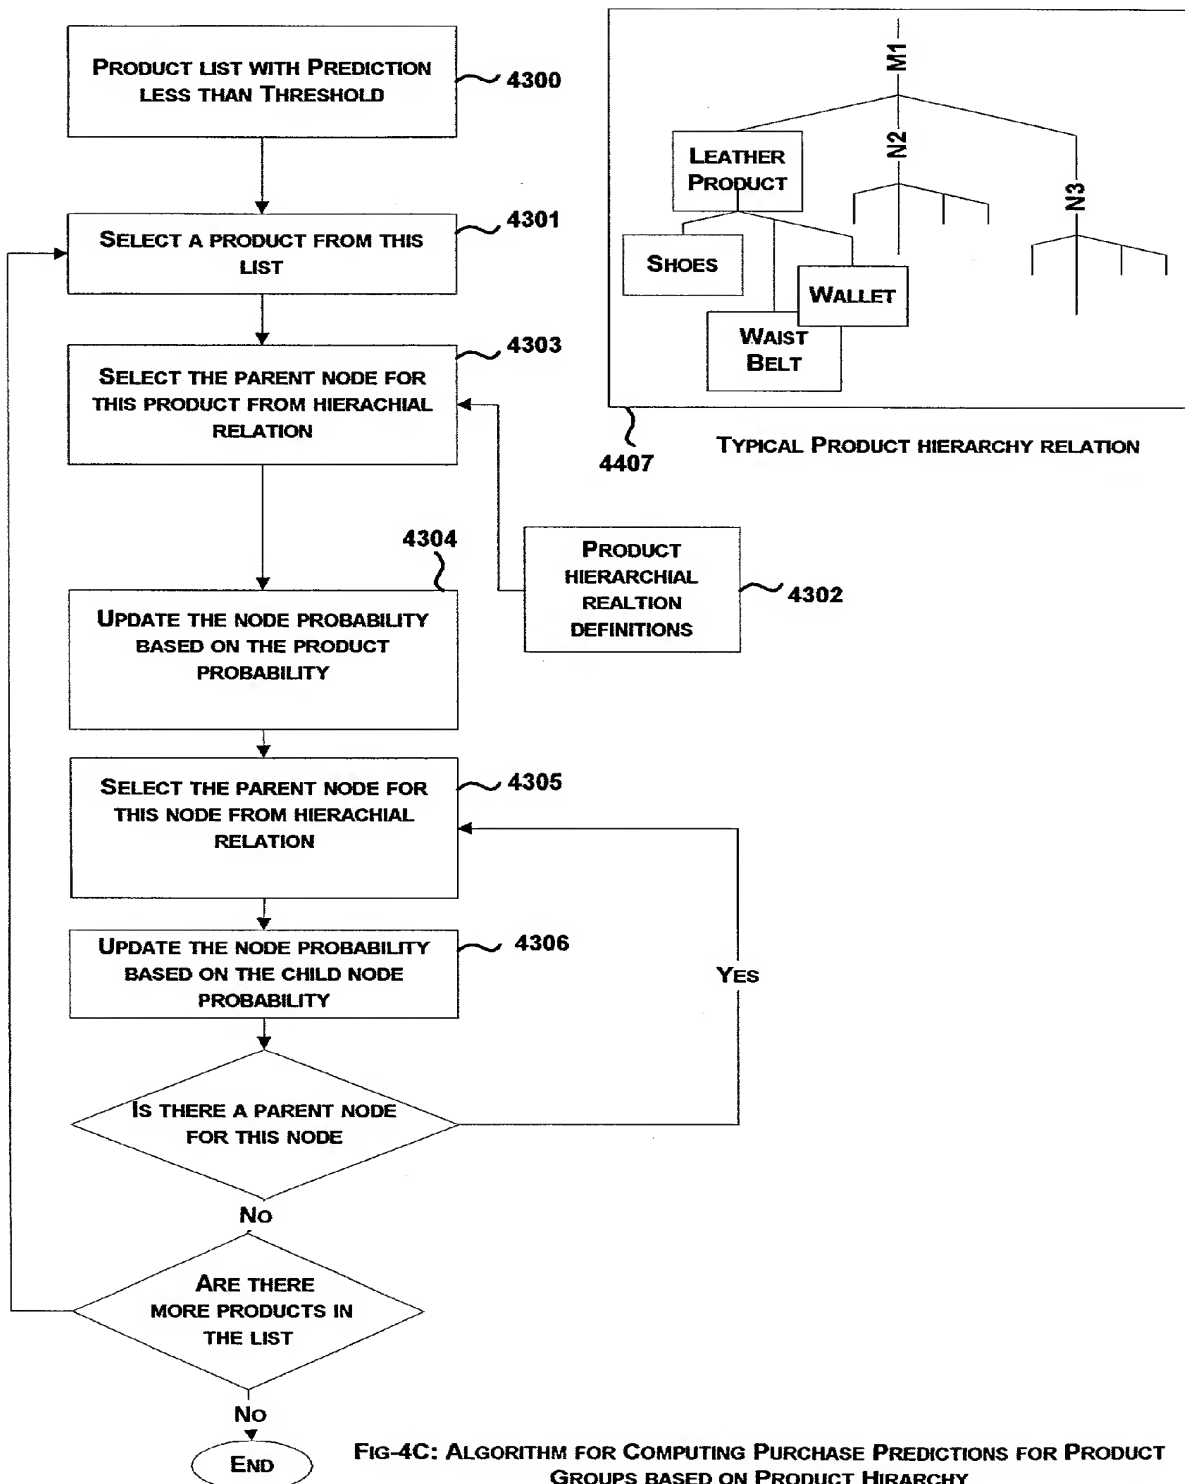 PRODUCT LIST WITH PREDICTION
LESS THAN THRESHOLD
4300
SELECT A PRODUCT FROM THIS
LIST
4301
SELECT THE PARENT NODE FOR
THIS PRODUCT FROM HIERACHIAL
RELATION
4303
PRODUCT
HIERARCHIAL
REALTION
DEFINITIONS
4302
4304
UPDATE THE NODE PROBABILITY
BASED ON THE PRODUCT
PROBABILITY
SELECT THE PARENT NODE FOR
THIS NODE FROM HIERACHIAL
RELATION
4305
UPDATE THE NODE PROBABILITY
BASED ON THE CHILD NODE
PROBABILITY
4306
YES
IS THERE A PARENT NODE
FOR THIS NODE
NO
ARE THERE
MORE PRODUCTS IN
THE LIST
NO
END
M1
LEATHER
PRODUCT
N2
N3
SHOES
WALLET
WAIST
BELT
4407
TYPICAL PRODUCT HIERARCHY RELATION
FIG-4C: ALGORITHM FOR COMPUTING PURCHASE PREDICTIONS FOR PRODUCT
GROUPS BASED ON PRODUCT HIRARCHY